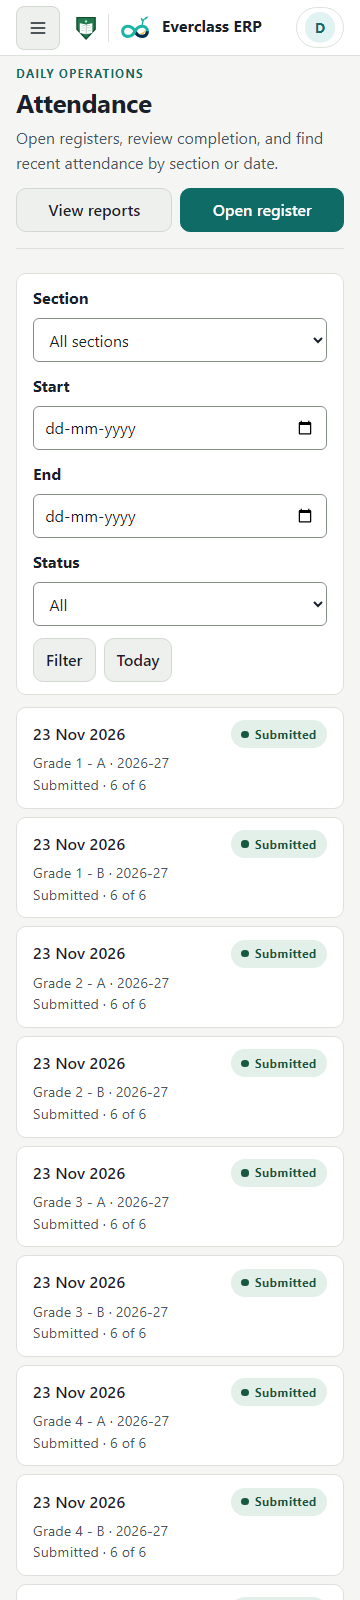 Everclass ERP
D
DAILY OPERATIONS
Attendance
Open registers, review completion, and find
recent attendance by section or date.
View reports
Open register
Section
All sections
Start
dd-mm-yyyy
End
dd-mm-yyyy
Status
All
Filter
Today
23 Nov 2026
Submitted
Grade 1 - A · 2026-27
Submitted · 6 of 6
23 Nov 2026
Submitted
Grade 1 - B · 2026-27
Submitted · 6 of 6
23 Nov 2026
Submitted
Grade 2 - A · 2026-27
Submitted · 6 of 6
23 Nov 2026
Submitted
Grade 2 - B · 2026-27
Submitted · 6 of 6
23 Nov 2026
Submitted
Grade 3 - A · 2026-27
Submitted · 6 of 6
23 Nov 2026
Submitted
Grade 3 - B · 2026-27
Submitted · 6 of 6
23 Nov 2026
Submitted
Grade 4 - A · 2026-27
Submitted · 6 of 6
23 Nov 2026
Submitted
Grade 4 - B · 2026-27
Submitted · 6 of 6